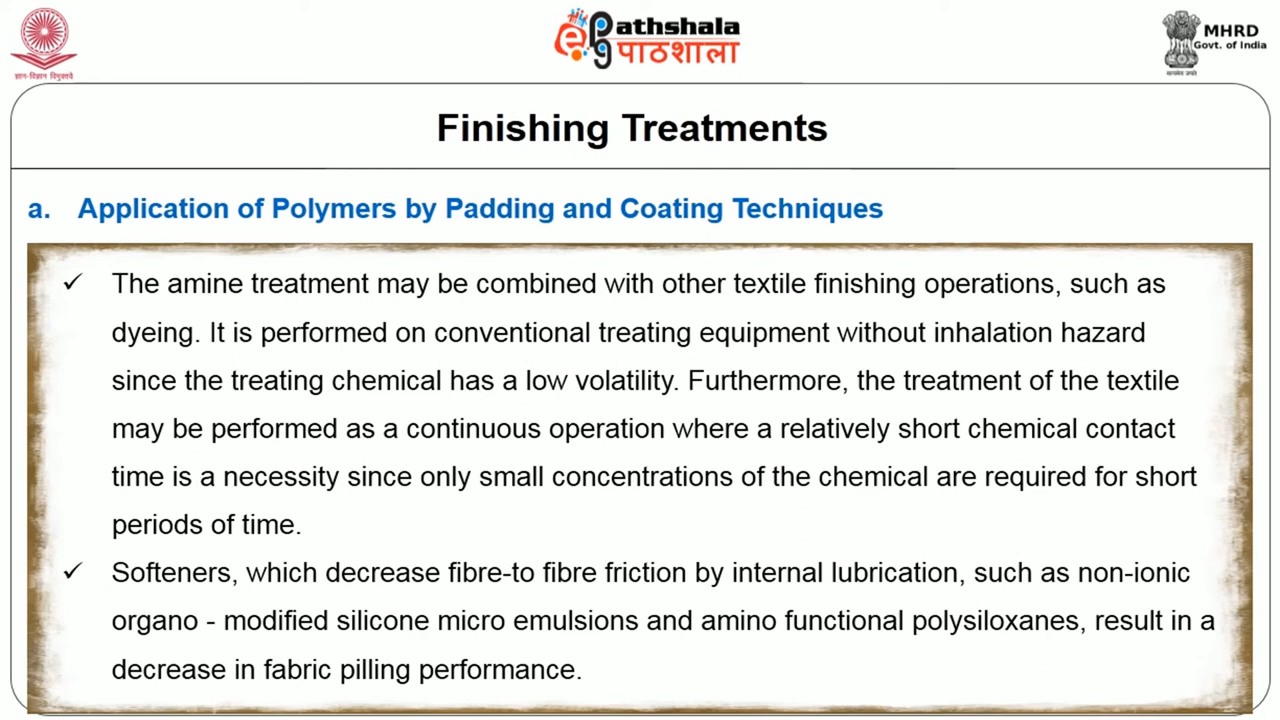 ज्ञान-विज्ञान विमुक्तये
ePathshala
पाठशाला
MHRD
Govt. of India
सत्यमेव जयते
Finishing Treatments
a. Application of Polymers by Padding and Coating Techniques
✓ The amine treatment may be combined with other textile finishing operations, such as
dyeing. It is performed on conventional treating equipment without inhalation hazard
since the treating chemical has a low volatility. Furthermore, the treatment of the textile
may be performed as a continuous operation where a relatively short chemical contact
time is a necessity since only small concentrations of the chemical are required for short
periods of time.
✓ Softeners, which decrease fibre-to fibre friction by internal lubrication, such as non-ionic
organo - modified silicone micro emulsions and amino functional polysiloxanes, result in a
decrease in fabric pilling performance.